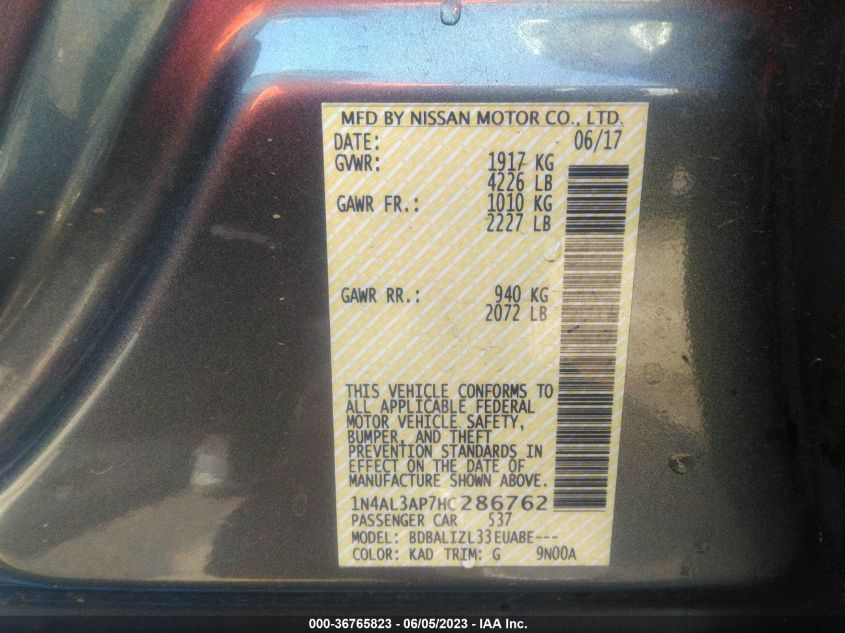 MFD BY NISSAN MOTOR CO., LTD.
DATE: 06/17
GVWR: 1917 KG
4226 LB
GAWR FR.: 1010 KG
2227 LB
GAWR RR.: 940 KG
2072 LB
THIS VEHICLE CONFORMS TO
ALL APPLICABLE FEDERAL
MOTOR VEHICLE SAFETY,
BUMPER, AND THEFT
PREVENTION STANDARDS IN
EFFECT ON THE DATE OF
MANUFACTURE SHOWN ABOVE.
1N4AL3AP7HC286762
PASSENGER CAR 537
MODEL: BDBALIZL33EUABE---
COLOR: KAD TRIM: G 9N00A
000-36765823 - 06/05/2023 - IAA Inc.